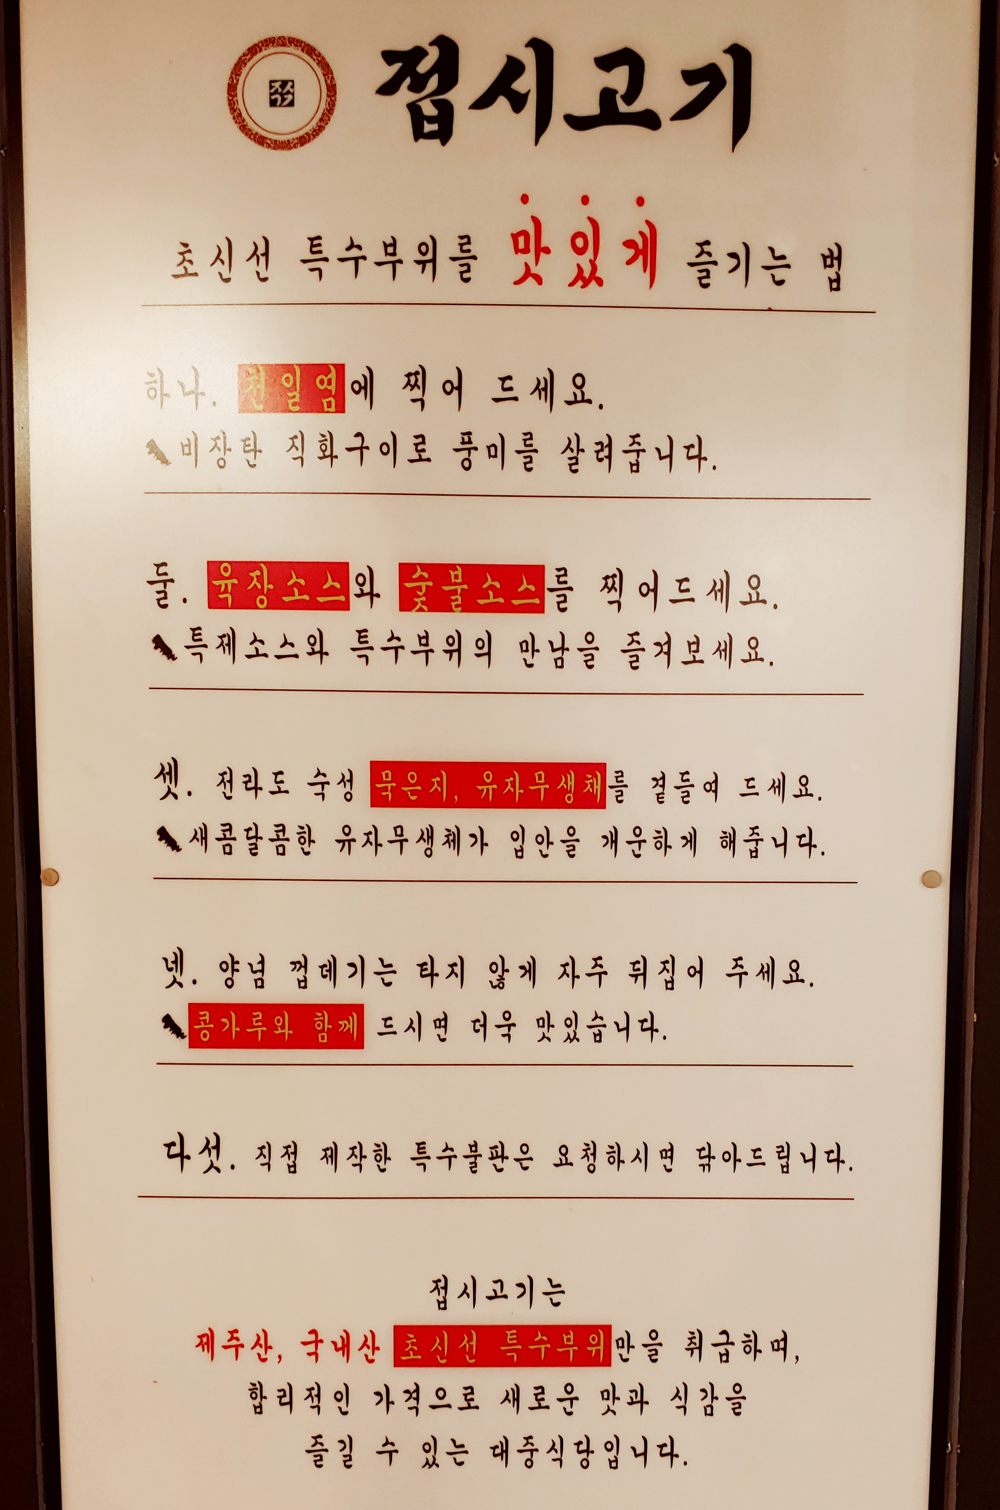 접시고기
초신선 특수부위를 맛있게 즐기는 법
하나. 천일염에 찍어 드세요.
비장탄 직화구이로 풍미를 살려줍니다.
둘. 육장소스와 숯불소스를 찍어드세요.
특제소스와 특수부위의 만남을 즐겨보세요.
셋. 전라도 숙성 묵은지, 유자무생채를 곁들여 드세요.
새콤달콤한 유자무생체가 입안을 개운하게 해줍니다.
넷. 양념 껍데기는 타지 않게 자주 뒤집어 주세요.
콩가루와 함께 드시면 더욱 맛있습니다.
다섯. 직접 제작한 특수불판은 요청하시면 닦아드립니다.
접시고기는
제주산, 국내산 초신선 특수부위만을 취급하며,
합리적인 가격으로 새로운 맛과 식감을
즐길 수 있는 대중식당입니다.